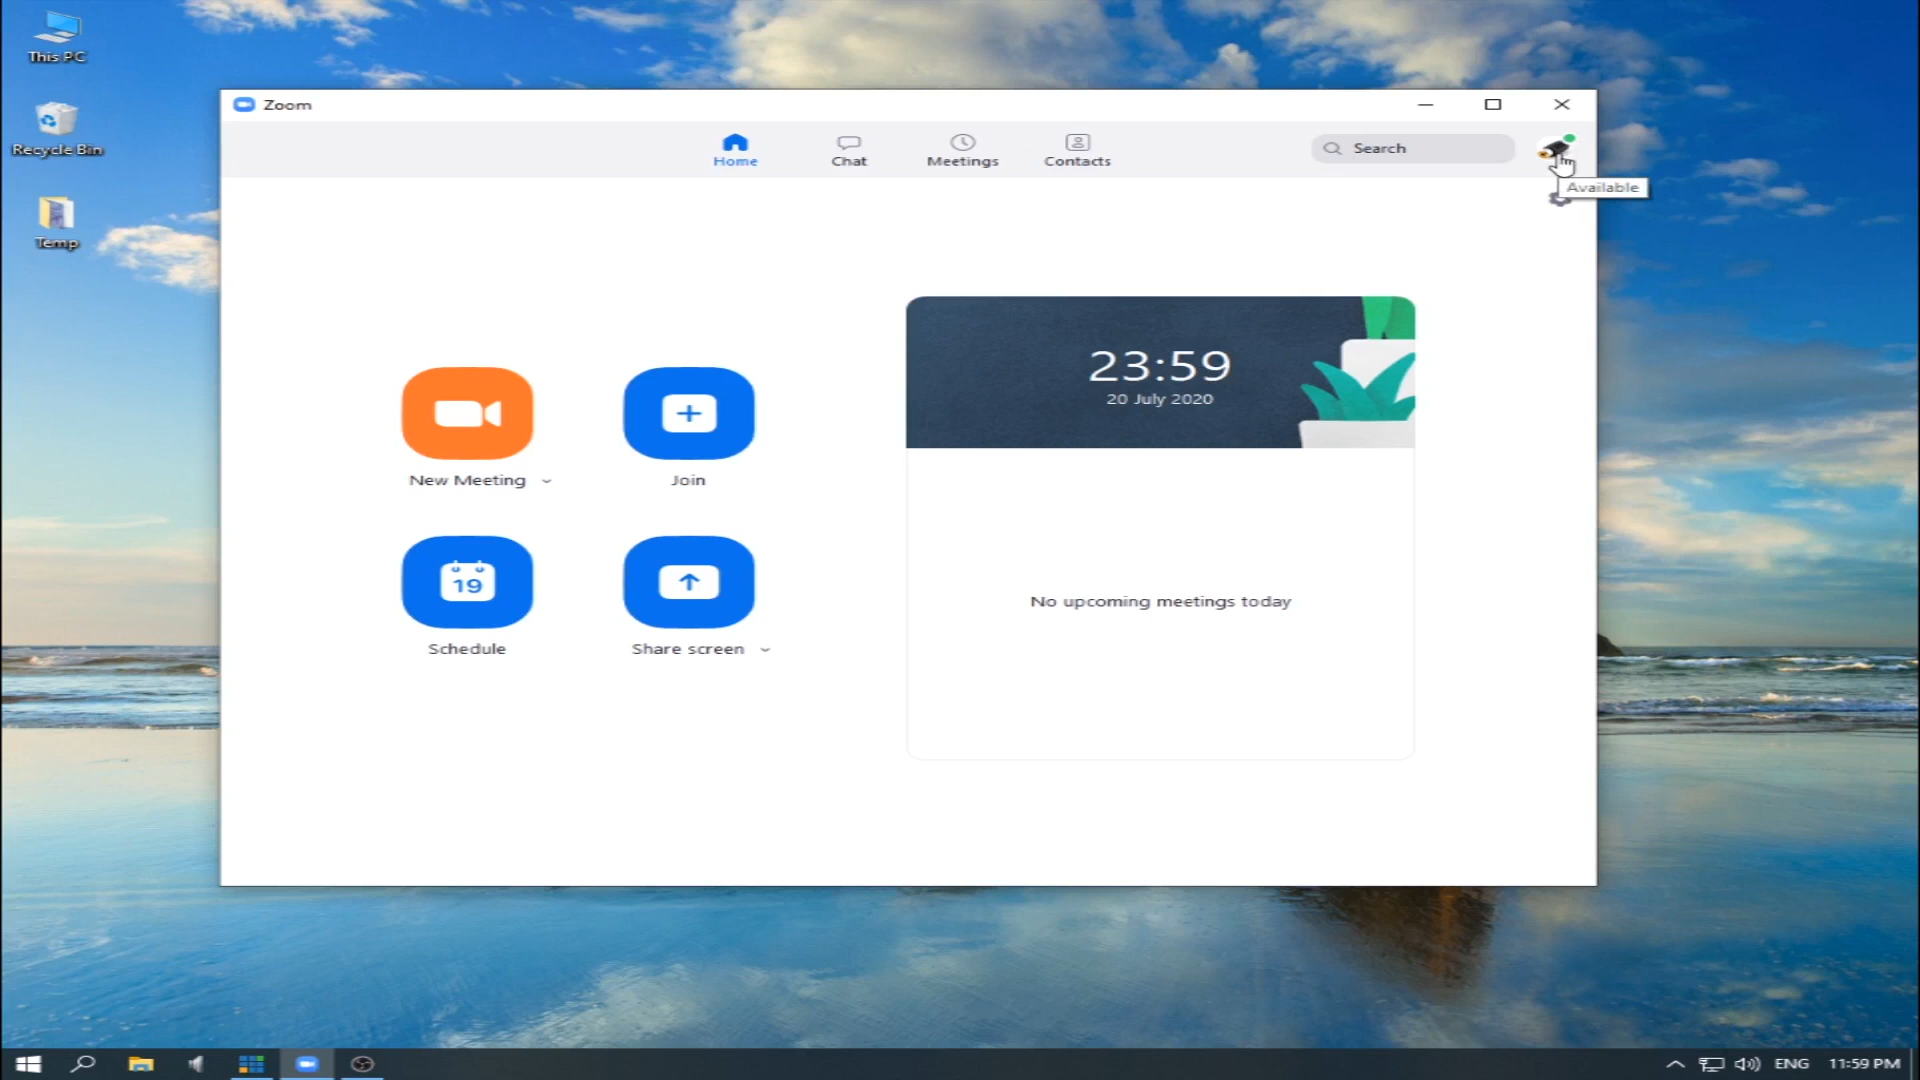 This PC
Recycle Bin
Temp
Zoom
Home
Chat
Meetings
Contacts
Search
Available
23:59
20 July 2020
New Meeting
Join
19
Schedule
Share screen
No upcoming meetings today
ENG
11:59 PM